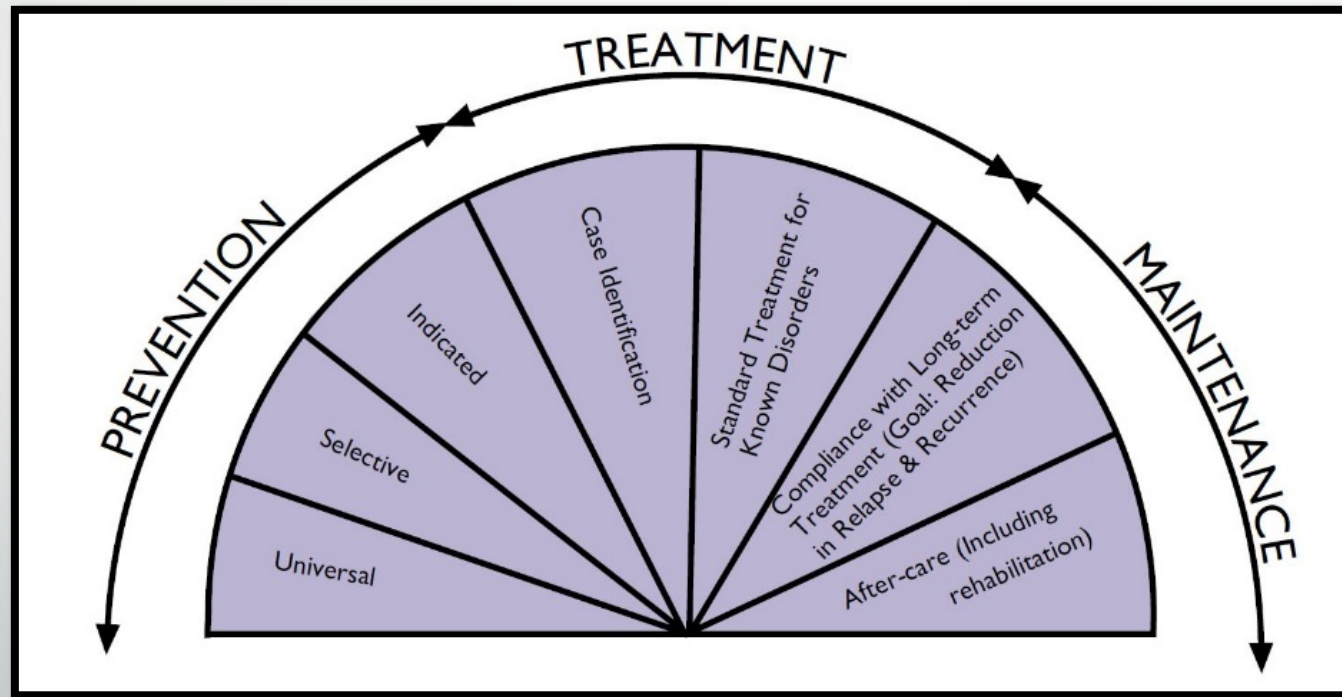 TREATMENT
PREVENTION
MAINTENANCE
Universal
Selective
Indicated
Case Identification
Standard Treatment for
Known Disorders
Compliance with Long-term
Treatment (Goal: Reduction
in Relapse & Recurrence)
After-care (Including
rehabilitation)